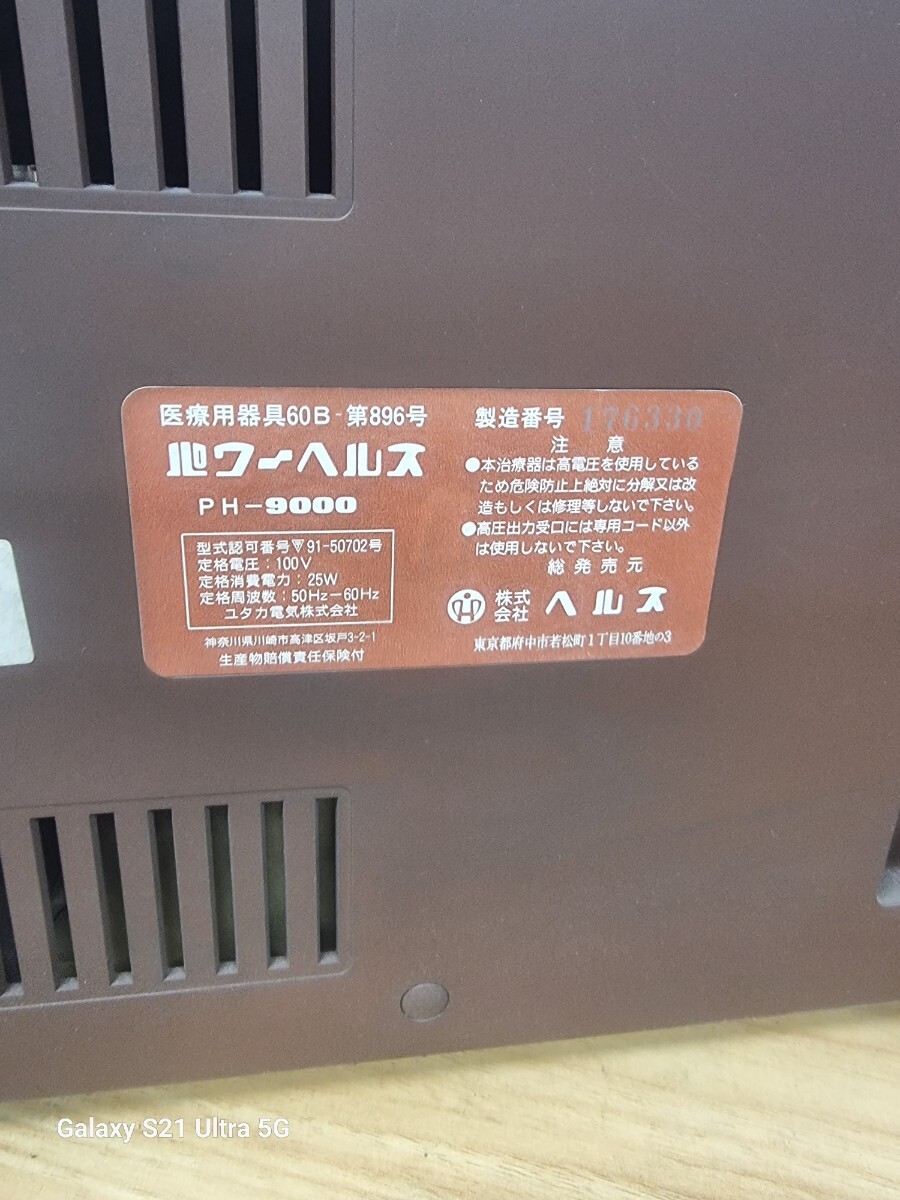 医療用器具60B-第896号
パワーヘルス
PH-9000
型式認可番号 91-50702号
定格電圧:100V
定格消費電力:25W
定格周波数:50Hz-60Hz
ユタカ電気株式会社
神奈川県川崎市高津区坂戸3-2-1
生産物賠償責任保険付
製造番号 176330
注意
●本治療器は高電圧を使用している
ため危険防止上絶対に分解又は改
造もしくは修理等しないで下さい。
●高圧出力受口には専用コード以外
は使用しないで下さい。
総発売元
株式会社 ヘルス
東京都府中市若松町1丁目10番地の3
Galaxy S21 Ultra 5G